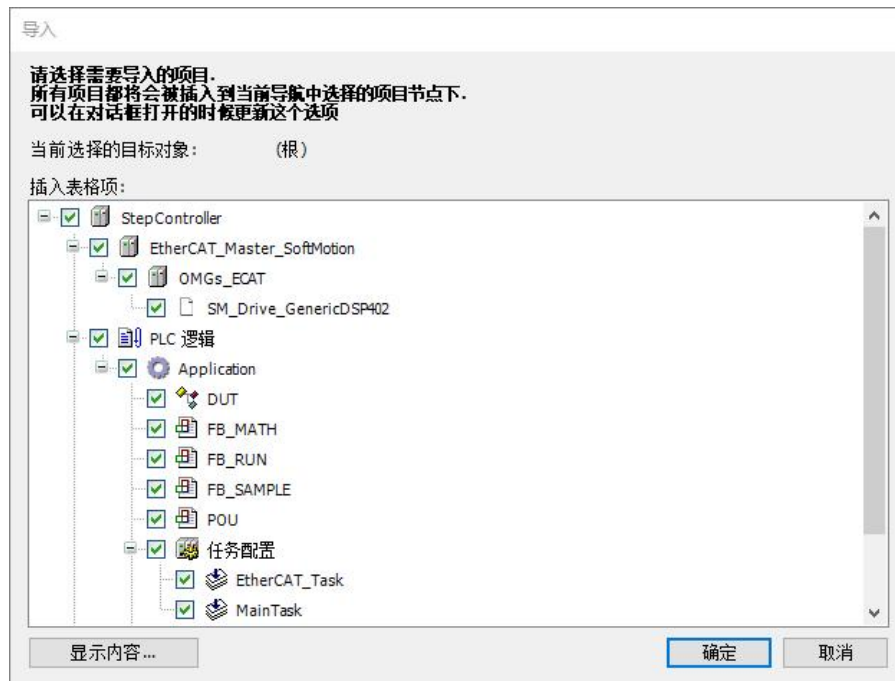 导入
请选择需要导入的项目.
所有项目都将会被插入到当前导航中选择的项目节点下.
可以在对话框打开的时候更新这个选项
当前选择的目标对象: (根)
插入表格项:
StepController
EtherCAT_Master_SoftMotion
OMGs_ECAT
SM_Drive_GenericDSP402
PLC 逻辑
Application
DUT
FB_MATH
FB_RUN
FB_SAMPLE
POU
任务配置
EtherCAT_Task
MainTask
显示内容... 确定 取消